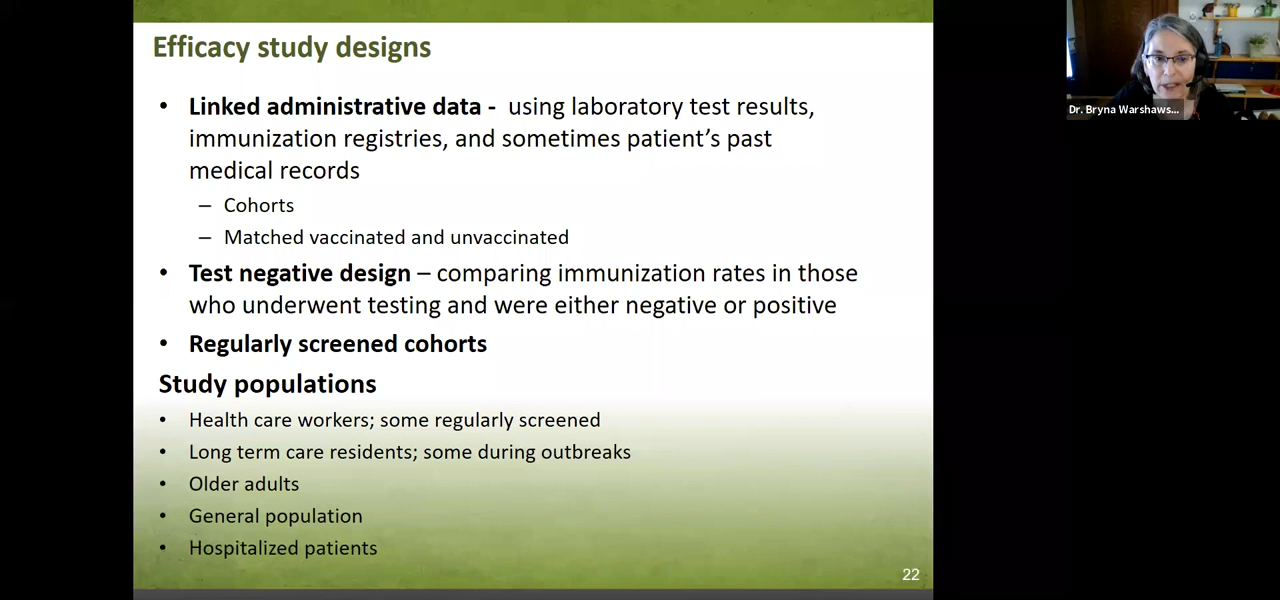 Efficacy study designs
• Linked administrative data - using laboratory test results,
immunization registries, and sometimes patient’s past
medical records
– Cohorts
– Matched vaccinated and unvaccinated
• Test negative design – comparing immunization rates in those
who underwent testing and were either negative or positive
• Regularly screened cohorts
Study populations
• Health care workers; some regularly screened
• Long term care residents; some during outbreaks
• Older adults
• General population
• Hospitalized patients
22
Dr. Bryna Warshaws...